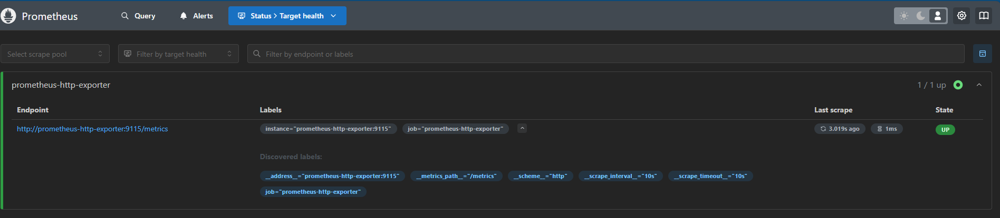 Prometheus Query Alerts Status > Target health
Select scrape pool Filter by target health Filter by endpoint or labels
prometheus-http-exporter 1 / 1 up
Endpoint Labels Last scrape State
http://prometheus-http-exporter:9115/metrics instance="prometheus-http-exporter:9115" job="prometheus-http-exporter" 3.019s ago 1ms UP
Discovered labels:
__address__="prometheus-http-exporter:9115" __metrics_path__="/metrics" __scheme__="http" __scrape_interval__="10s" __scrape_timeout__="10s"
job="prometheus-http-exporter"